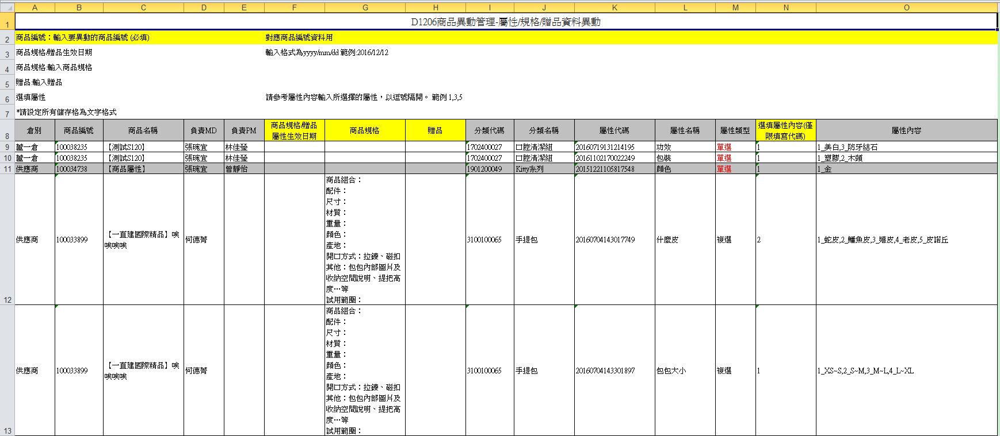 A B C D E F G H I J K L M N O
1 D1206商品異動管理-屬性/規格/贈品資料異動
2 商品編號：輸入要異動的商品編號 (必填) 對應商品編號資料用
3 商品規格/贈品生效日期 輸入格式為yyyy/mm/dd 範例:2016/12/12
4 商品規格:輸入商品規格
5 贈品:輸入贈品
6 選填屬性 請參考屬性內容輸入所選擇的屬性，以逗號隔開。 範例 1,3,5
7 *請設定所有儲存格為文字格式
8 倉別 商品編號 商品名稱 負責MD 負責PM 商品規格/贈品屬性生效日期 商品規格 贈品 分類代碼 分類名稱 屬性代碼 屬性名稱 屬性類型 選填屬性內容(僅限填寫代碼) 屬性內容
9 蘆一倉 100038235 【測試S120】 張琬宜 林佳瑩 1702400027 口腔清潔組 20160719131214195 功效 單選 1 1_美白,3_防牙結石
10 蘆一倉 100038235 【測試S120】 張琬宜 林佳瑩 1702400027 口腔清潔組 20161102170022249 包裝 單選 1 1_塑膠,2_木頭
11 供應商 100034738 【商品屬性】 張琬宜 曾靜怡 1901200049 Kitty系列 20151221105817548 顏色 單選 1 1_金
商品組合：
配件：
尺寸：
材質：
重量：
顏色：
產地：
開口方式：拉鍊、磁扣
其他：包包內部圖片及
收納空間說明、提把高
度…等
試用範圍：
12 供應商 100033899 【一直建國際精品】唉唉唉唉 何德菁 3100100065 手提包 20160704143017749 什麼皮 複選 2 1_蛇皮,2_鱷魚皮,3_嬉皮,4_老皮,5_皮諾丘
商品組合：
配件：
尺寸：
材質：
重量：
顏色：
產地：
開口方式：拉鍊、磁扣
其他：包包內部圖片及
收納空間說明、提把高
度…等
試用範圍：
13 供應商 100033899 【一直建國際精品】唉唉唉唉 何德菁 3100100065 手提包 20160704143301897 包包大小 複選 1 1_XS~S,2_S~M,3_M~L,4_L~XL